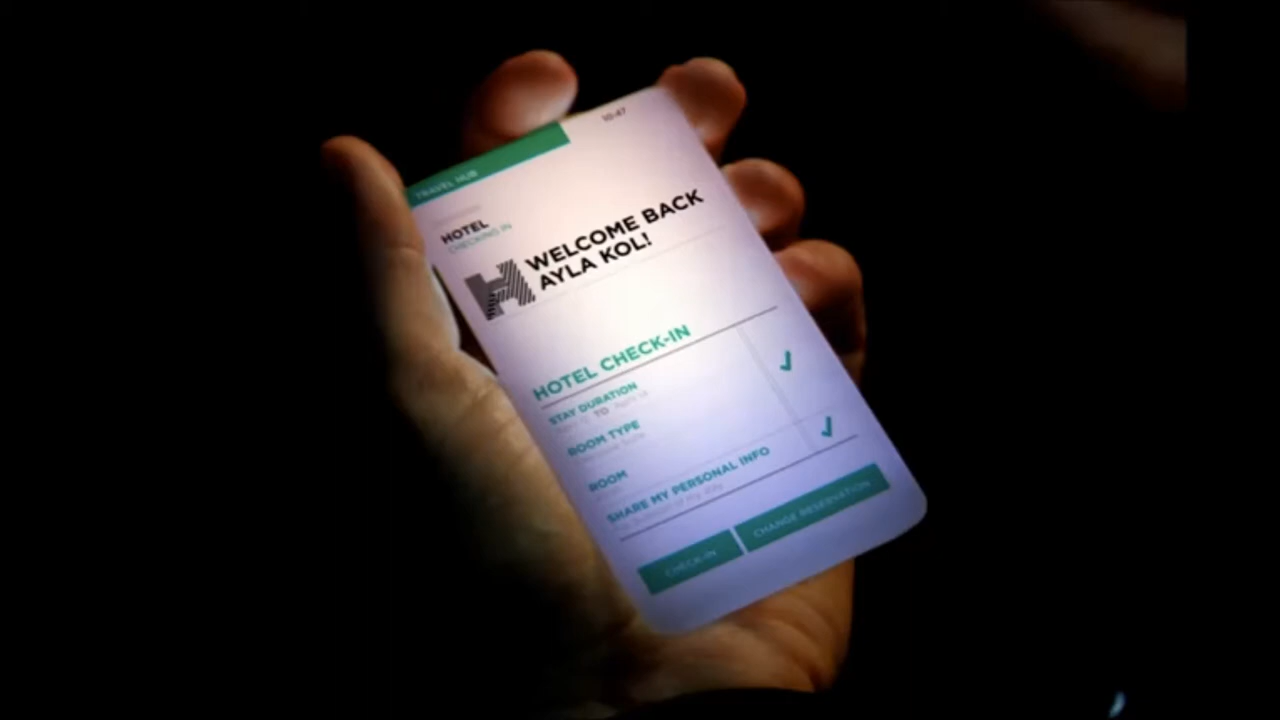 10:47
TRAVEL HUB
HOTEL
CHECKING IN
H
WELCOME BACK
AYLA KOL!
HOTEL CHECK-IN
STAY DURATION
TO
ROOM TYPE
ROOM
SHARE MY PERSONAL INFO
CHECK-IN
CHANGE RESERVATION